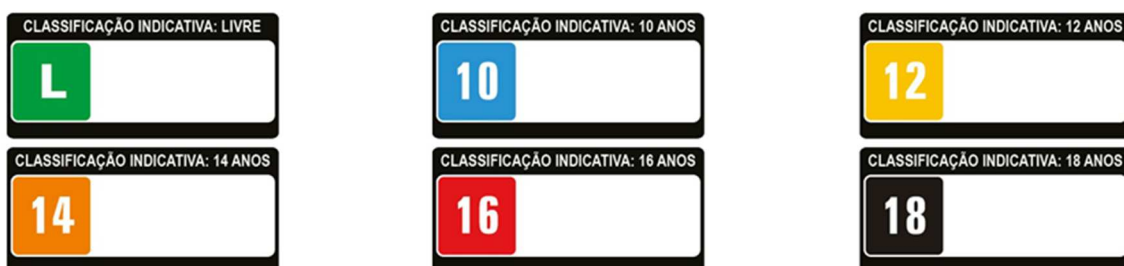 CLASSIFICAÇÃO INDICATIVA: LIVRE
L
CLASSIFICAÇÃO INDICATIVA: 10 ANOS
10
CLASSIFICAÇÃO INDICATIVA: 12 ANOS
12
CLASSIFICAÇÃO INDICATIVA: 14 ANOS
14
CLASSIFICAÇÃO INDICATIVA: 16 ANOS
16
CLASSIFICAÇÃO INDICATIVA: 18 ANOS
18